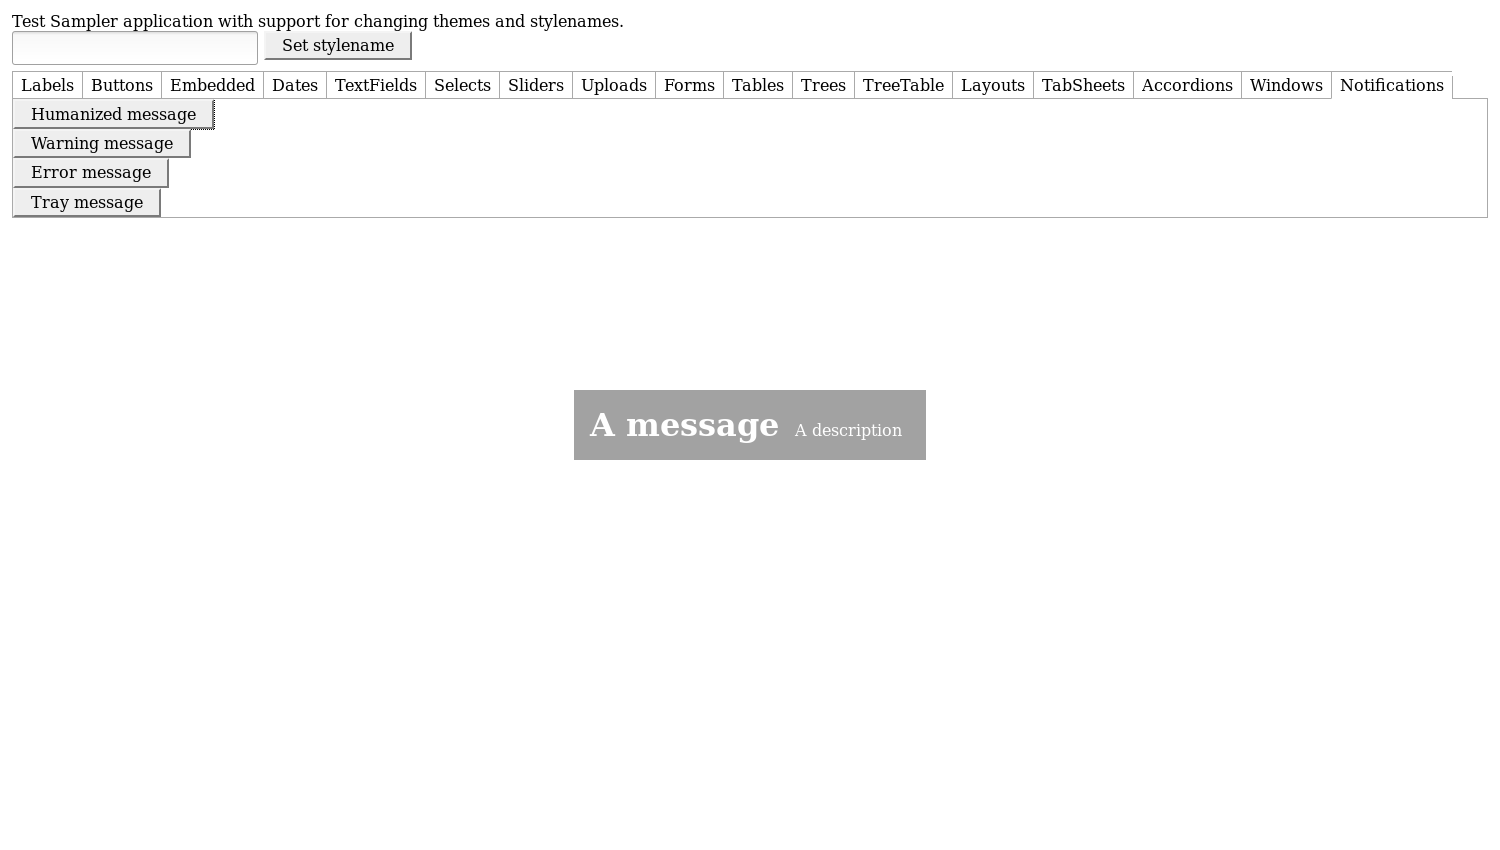 Test Sampler application with support for changing themes and stylenames.
Set stylename
Labels Buttons Embedded Dates TextFields Selects Sliders Uploads Forms Tables Trees TreeTable Layouts TabSheets Accordions Windows Notifications
Humanized message
Warning message
Error message
Tray message
A message A description